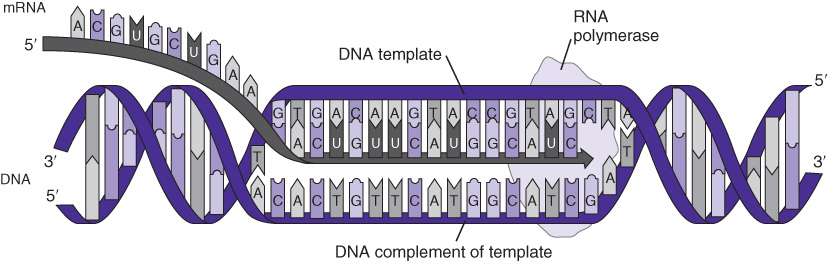 mRNA
5′
A C G U G C U G A A
RNA
polymerase
DNA template
5′
G T G A C A A G T A C C G T A G C T A
A C U G U U C A U G G C A U C
T
T
3′
3′
DNA
5′
A C A C T G T T C A T G G C A T C G A
DNA complement of template